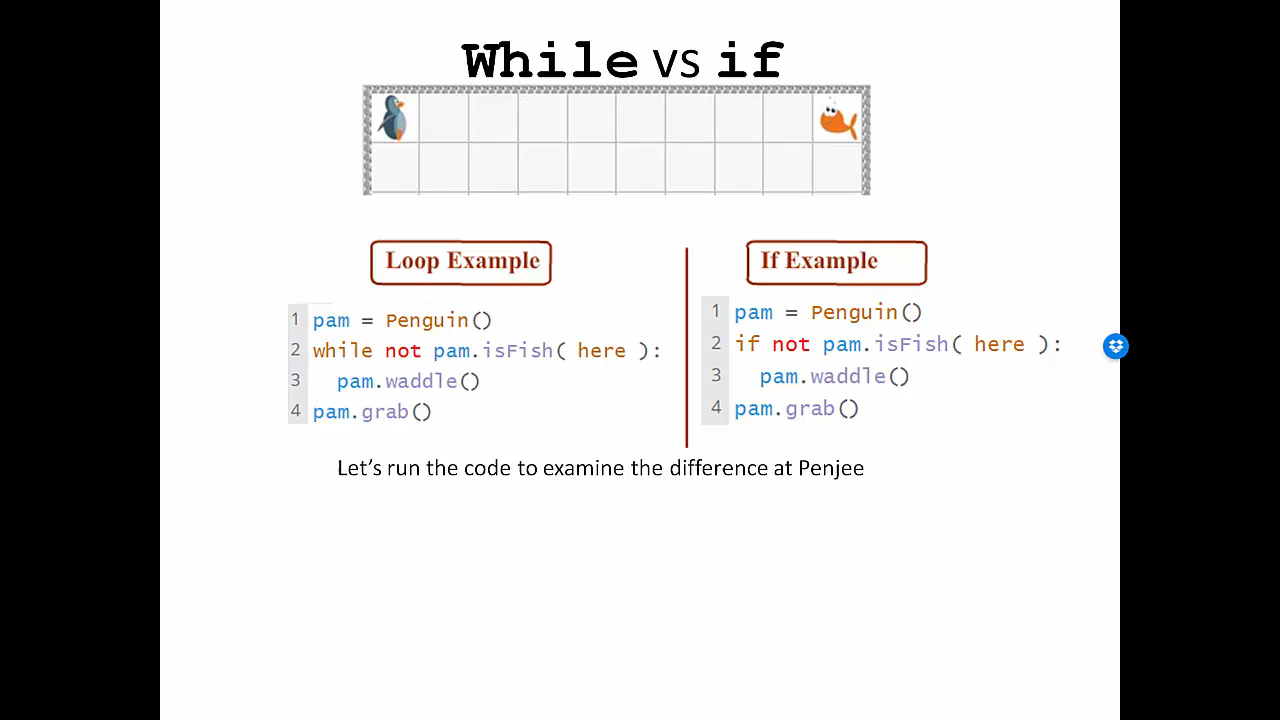 While VS if
Loop Example
1 pam = Penguin()
2 while not pam.isFish( here ):
3   pam.waddle()
4 pam.grab()
If Example
1 pam = Penguin()
2 if not pam.isFish( here ):
3   pam.waddle()
4 pam.grab()
Let’s run the code to examine the difference at Penjee